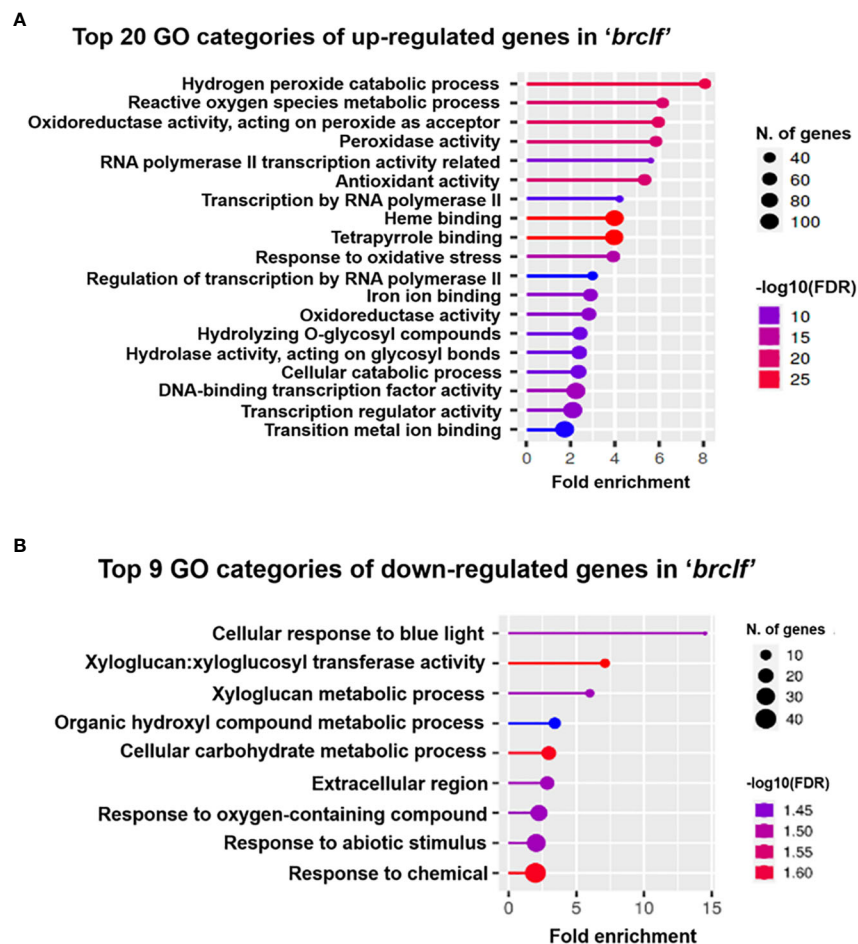 A
Top 20 GO categories of up-regulated genes in ‘brclf’
Hydrogen peroxide catabolic process
Reactive oxygen species metabolic process
Oxidoreductase activity, acting on peroxide as acceptor
Peroxidase activity
RNA polymerase II transcription activity related
Antioxidant activity
Transcription by RNA polymerase II
Heme binding
Tetrapyrrole binding
Response to oxidative stress
Regulation of transcription by RNA polymerase II
Iron ion binding
Oxidoreductase activity
Hydrolyzing O-glycosyl compounds
Hydrolase activity, acting on glycosyl bonds
Cellular catabolic process
DNA-binding transcription factor activity
Transcription regulator activity
Transition metal ion binding
0 2 4 6 8
Fold enrichment
N. of genes
40
60
80
100
-log10(FDR)
10
15
20
25
B
Top 9 GO categories of down-regulated genes in ‘brclf’
Cellular response to blue light
Xyloglucan:xyloglucosyl transferase activity
Xyloglucan metabolic process
Organic hydroxyl compound metabolic process
Cellular carbohydrate metabolic process
Extracellular region
Response to oxygen-containing compound
Response to abiotic stimulus
Response to chemical
0 5 10 15
Fold enrichment
N. of genes
10
20
30
40
-log10(FDR)
1.45
1.50
1.55
1.60